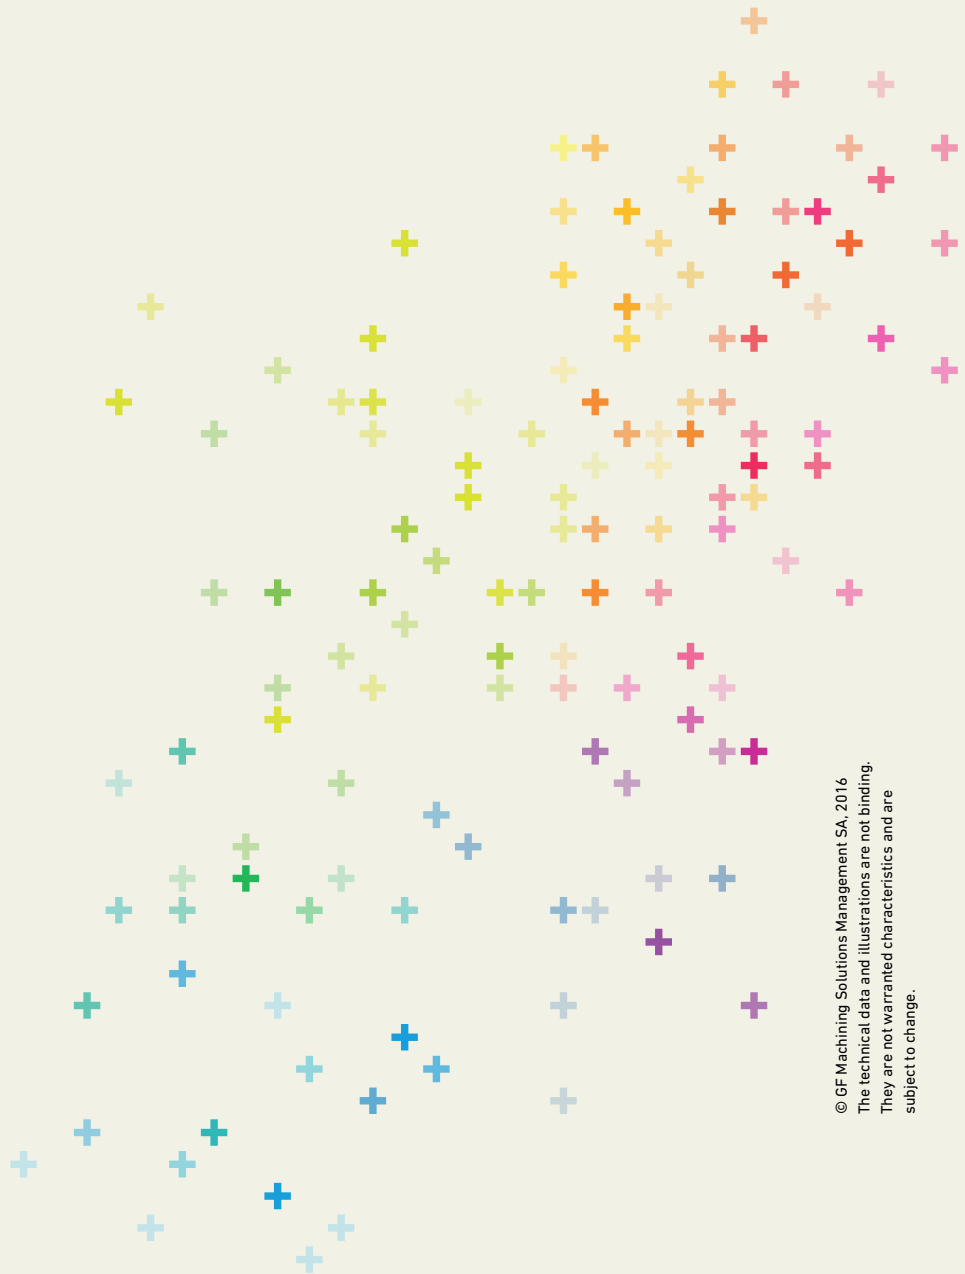 © GF Machining Solutions Management SA, 2016
The technical data and illustrations are not binding.
They are not warranted characteristics and are
subject to change.